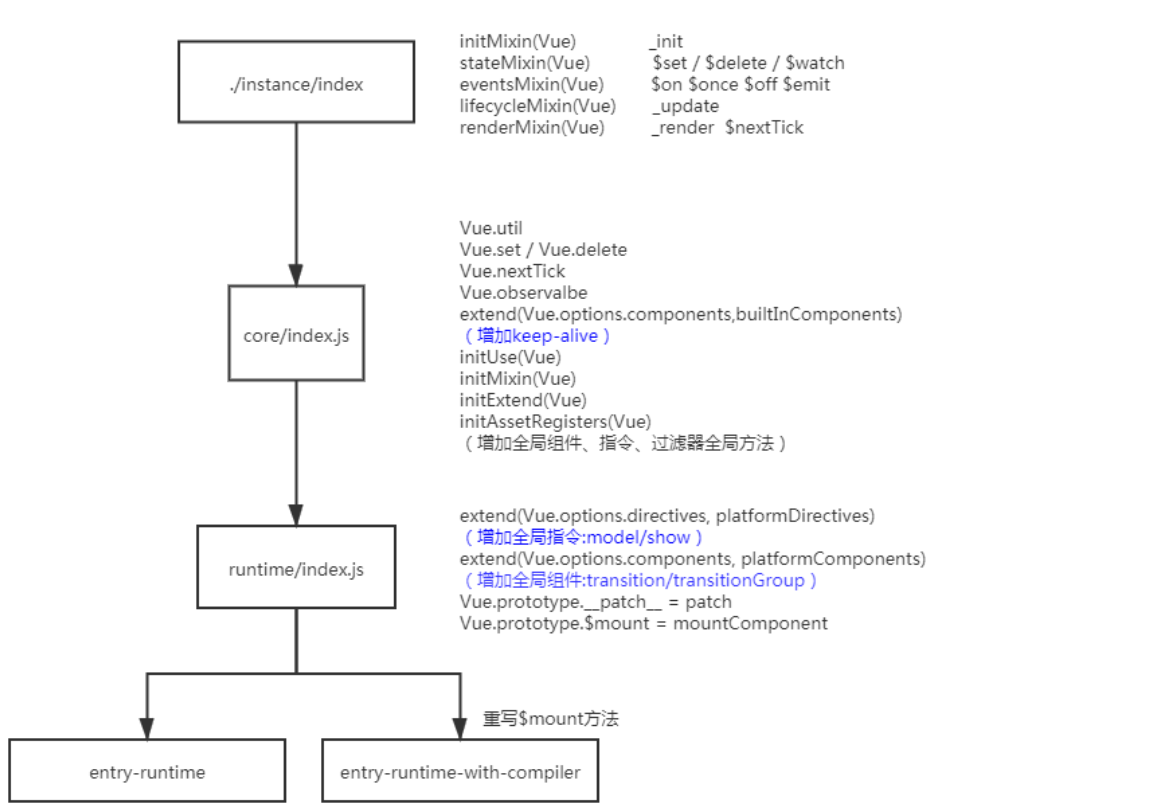 ./instance/index
initMixin(Vue) _init
stateMixin(Vue) $set / $delete / $watch
eventsMixin(Vue) $on $once $off $emit
lifecycleMixin(Vue) _update
renderMixin(Vue) _render $nextTick
core/index.js
Vue.util
Vue.set / Vue.delete
Vue.nextTick
Vue.observalbe
extend(Vue.options.components,builtInComponents)
（增加keep-alive）
initUse(Vue)
initMixin(Vue)
initExtend(Vue)
initAssetRegisters(Vue)
（增加全局组件、指令、过滤器全局方法）
runtime/index.js
extend(Vue.options.directives, platformDirectives)
（增加全局指令:model/show）
extend(Vue.options.components, platformComponents)
（增加全局组件:transition/transitionGroup）
Vue.prototype.__patch__ = patch
Vue.prototype.$mount = mountComponent
重写$mount方法
entry-runtime
entry-runtime-with-compiler